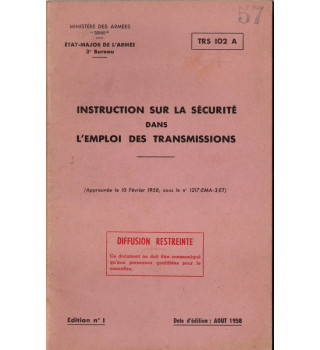 57
MINISTÈRE DES ARMÉES
TRS 102 A
ÉTAT-MAJOR DE L'ARMÉE
3e Bureau
INSTRUCTION SUR LA SÉCURITÉ
DANS
L'EMPLOI DES TRANSMISSIONS
(Approuvée le 10 Février 1958, sous le n° 1217-EMA-3-ET)
DIFFUSION RESTREINTE
Ce document ne doit être communiqué
qu'aux personnes qualifiées pour le
connaître.
Edition n° 1
Date d'édition : AOUT 1958